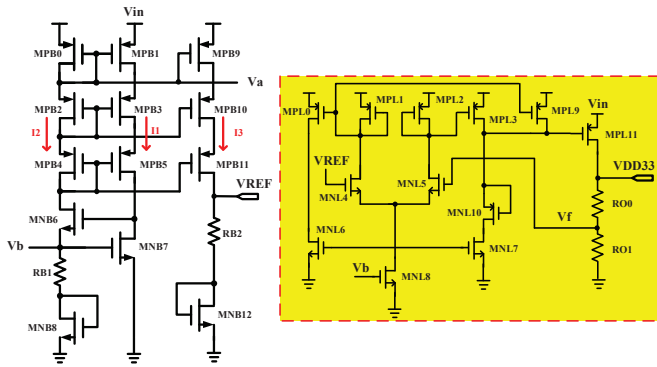 Vin
MPB0
MPB1
MPB9
Va
MPB2
MPB3
MPB10
I2
I1
I3
MPB4
MPB5
MPB11
VREF
MNB6
Vb
MNB7
RB1
RB2
MNB8
MNB12
MPL0
MPL1
MPL2
MPL3
MPL9
Vin
MPL11
VREF
VDD33
MNL4
MNL5
RO0
MNL10
Vf
MNL6
MNL7
RO1
Vb
MNL8